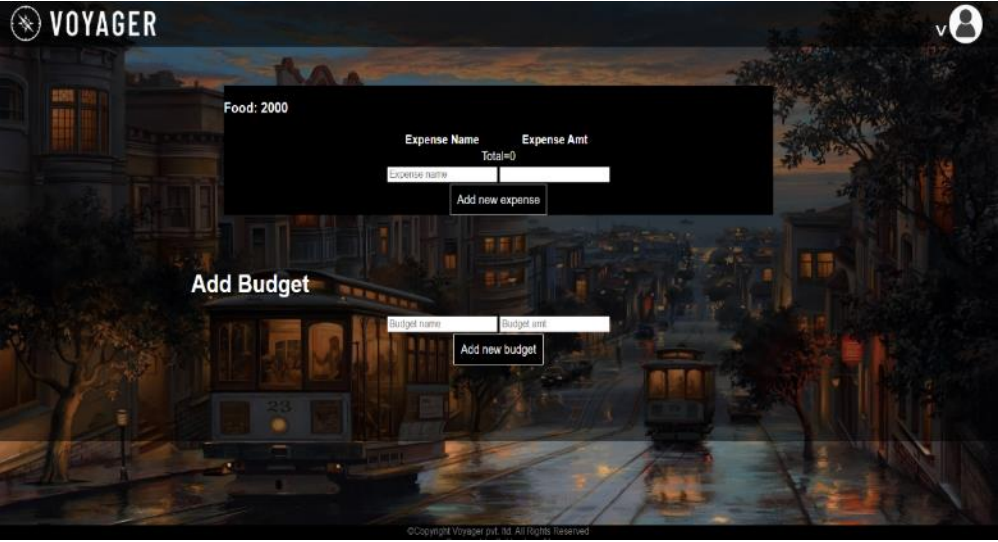 VOYAGER
v
Food: 2000
Expense Name Expense Amt
Total=0
Expense name
Add new expense
Add Budget
Budget name Budget amt
Add new budget
23
©Copyright Voyager pvt. ltd. All Rights Reserved